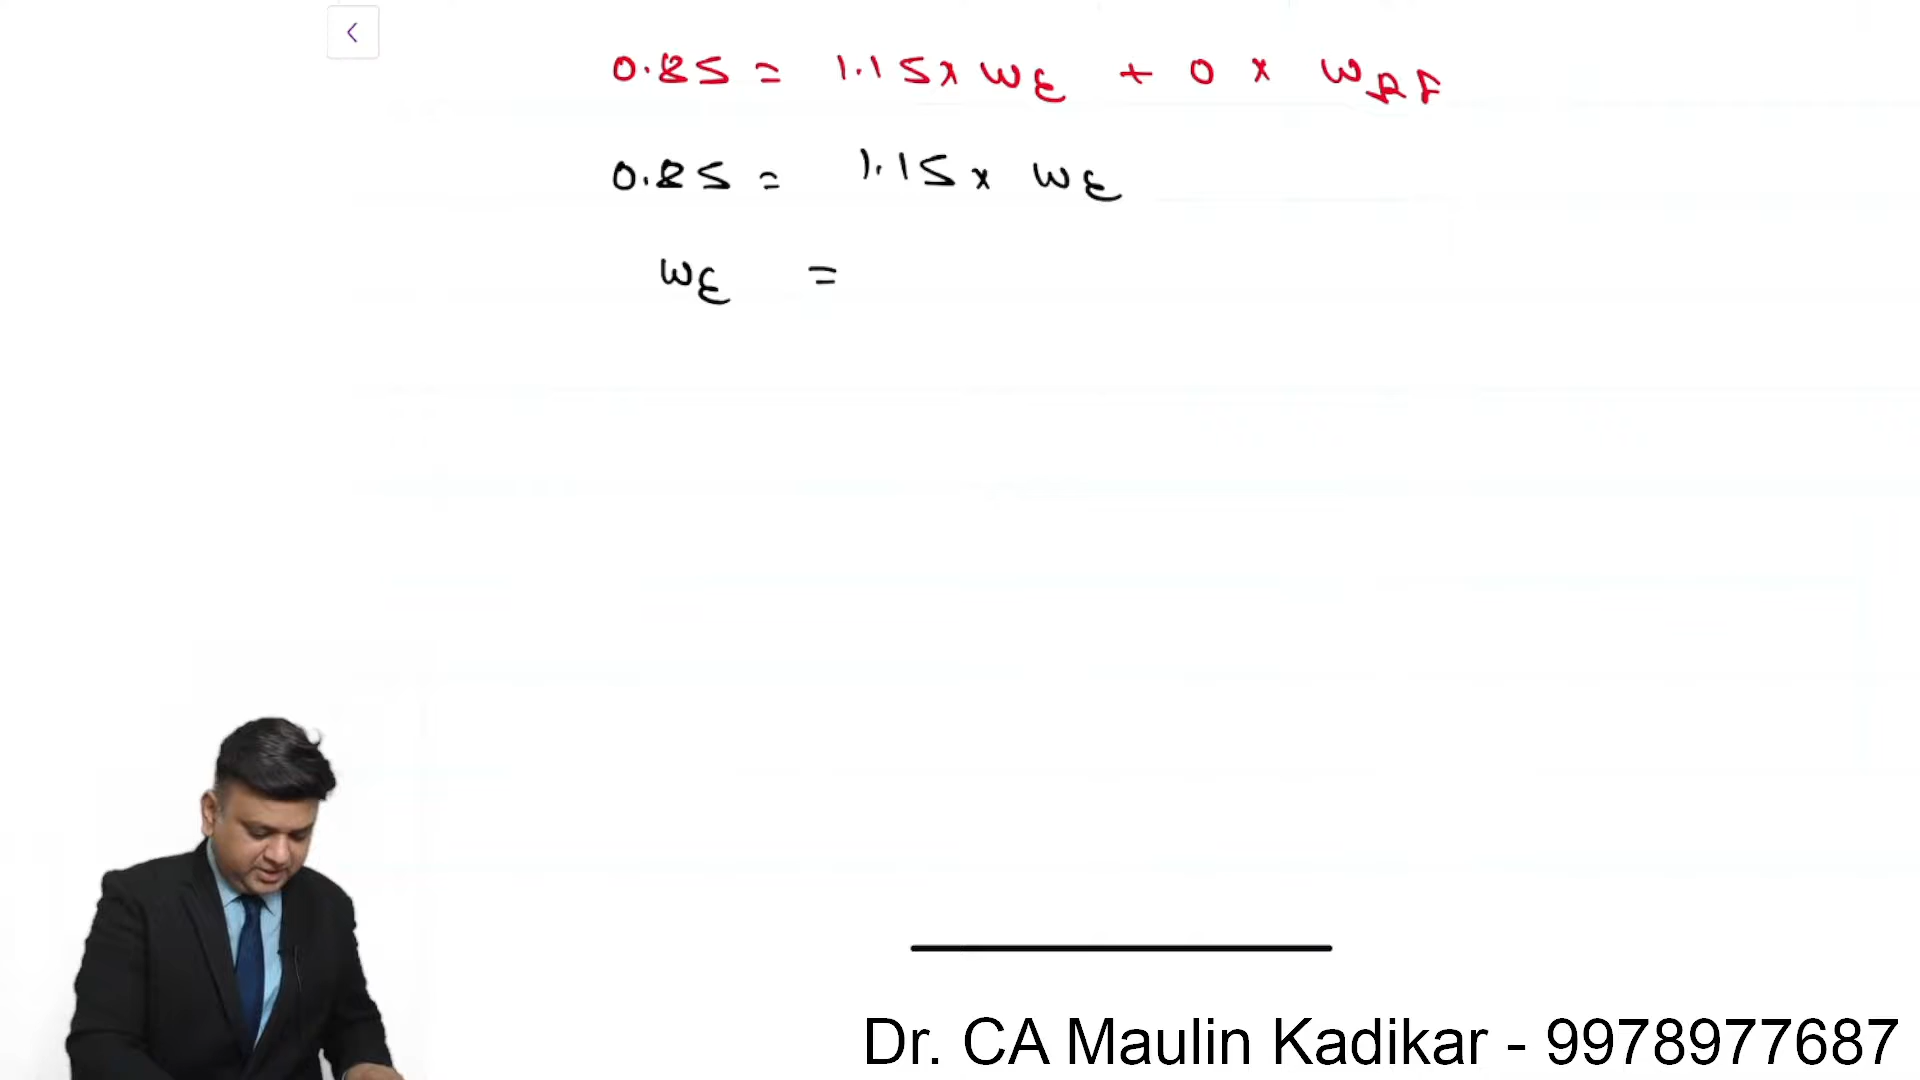 0.85 = 1.15 x WE + 0 x WRF
0.85 = 1.15 x WE
WE =
Dr. CA Maulin Kadikar - 9978977687